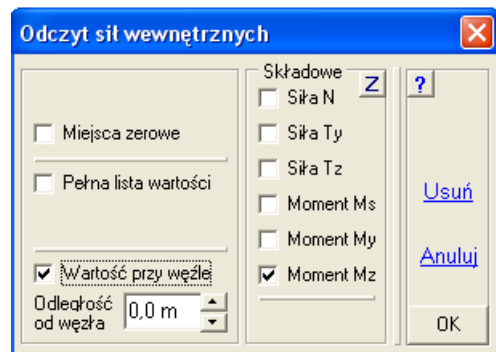 Odczyt sił wewnętrznych
Miejsca zerowe
Pełna lista wartości
Wartość przy węźle
Odległość
od węzła
0,0 m
Składowe
Z
Siła N
Siła Ty
Siła Tz
Moment Ms
Moment My
Moment Mz
?
Usuń
Anuluj
OK